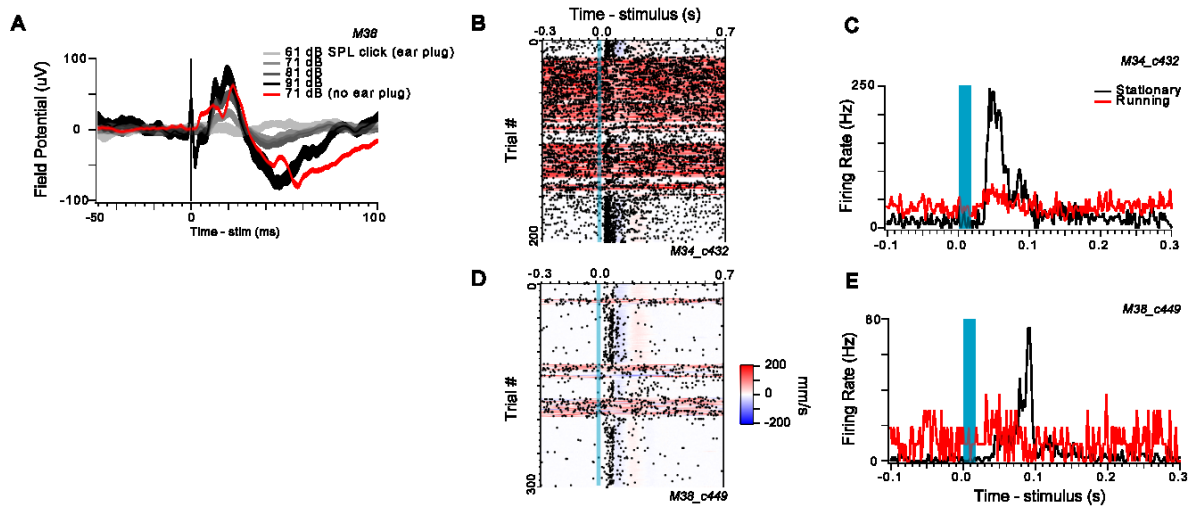 A
M38
61 dB SPL click (ear plug)
71 dB
81 dB
91 dB
71 dB (no ear plug)
Field Potential (uV)
100
0
-100
-50
0
50
100
Time - stim (ms)
B
Time - stimulus (s)
-0.3
0.0
0.7
Trial #
0
200
M34_c432
C
M34_c432
Stationary
Running
Firing Rate (Hz)
250
0
-0.1
0.0
0.1
0.2
0.3
D
-0.3
0.0
0.7
Trial #
0
300
M38_c449
200
0
-200
mm/s
E
M38_c449
Firing Rate (Hz)
80
0
-0.1
0.0
0.1
0.2
0.3
Time - stimulus (s)